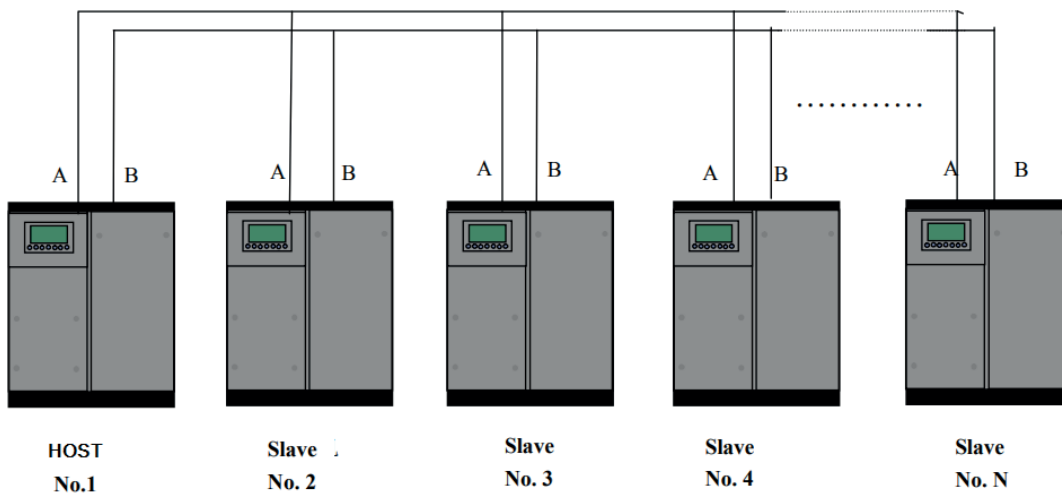 A B
A B
A B
A B
A B
............
HOST
No.1
Slave
No. 2
Slave
No. 3
Slave
No. 4
Slave
No. N